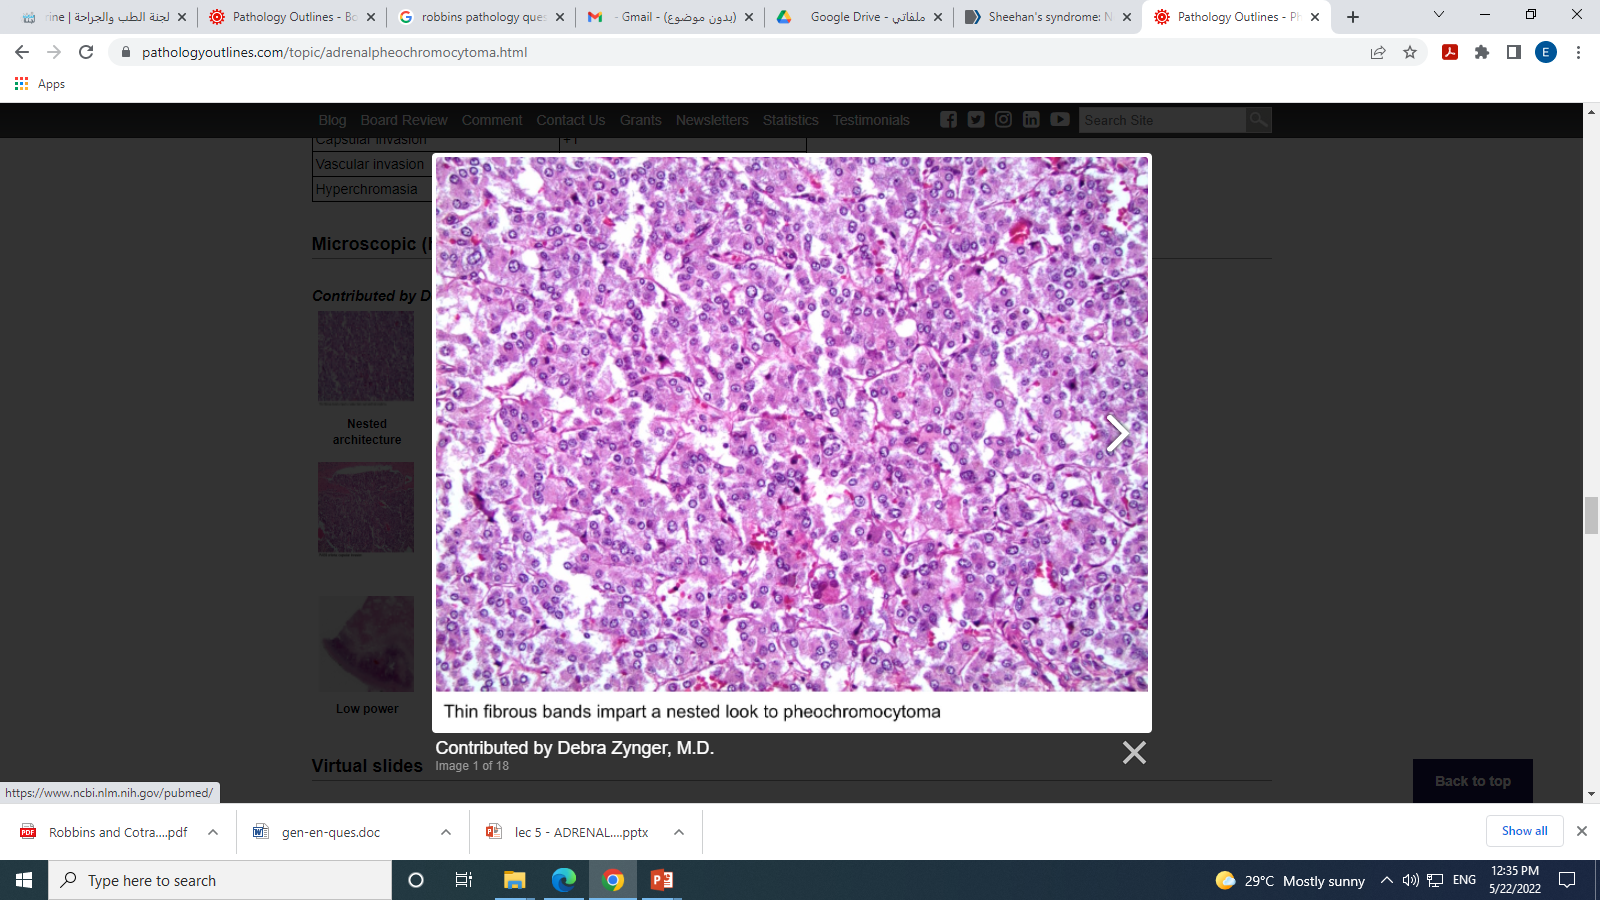 لجنة الطب والجراحة | rine
Pathology Outlines - Bo
robbins pathology ques
(بدون موضوع) - Gmail -
ملفاتي - Google Drive
Sheehan's syndrome: N
Pathology Outlines - Ph
pathologyoutlines.com/topic/adrenalpheochromocytoma.html
E
Apps
Blog Board Review Comment Contact Us Grants Newsletters Statistics Testimonials
Search Site
Capsular invasion +1
Vascular invasion
Hyperchromasia
Microscopic (
Contributed by D
Nested
architecture
Low power
Thin fibrous bands impart a nested look to pheochromocytoma
Contributed by Debra Zynger, M.D.
Image 1 of 18
Virtual slides
Back to top
https://www.ncbi.nlm.nih.gov/pubmed/
Robbins and Cotra....pdf
gen-en-ques.doc
lec 5 - ADRENAL....pptx
Show all
Type here to search
29°C Mostly sunny
ENG
12:35 PM
5/22/2022